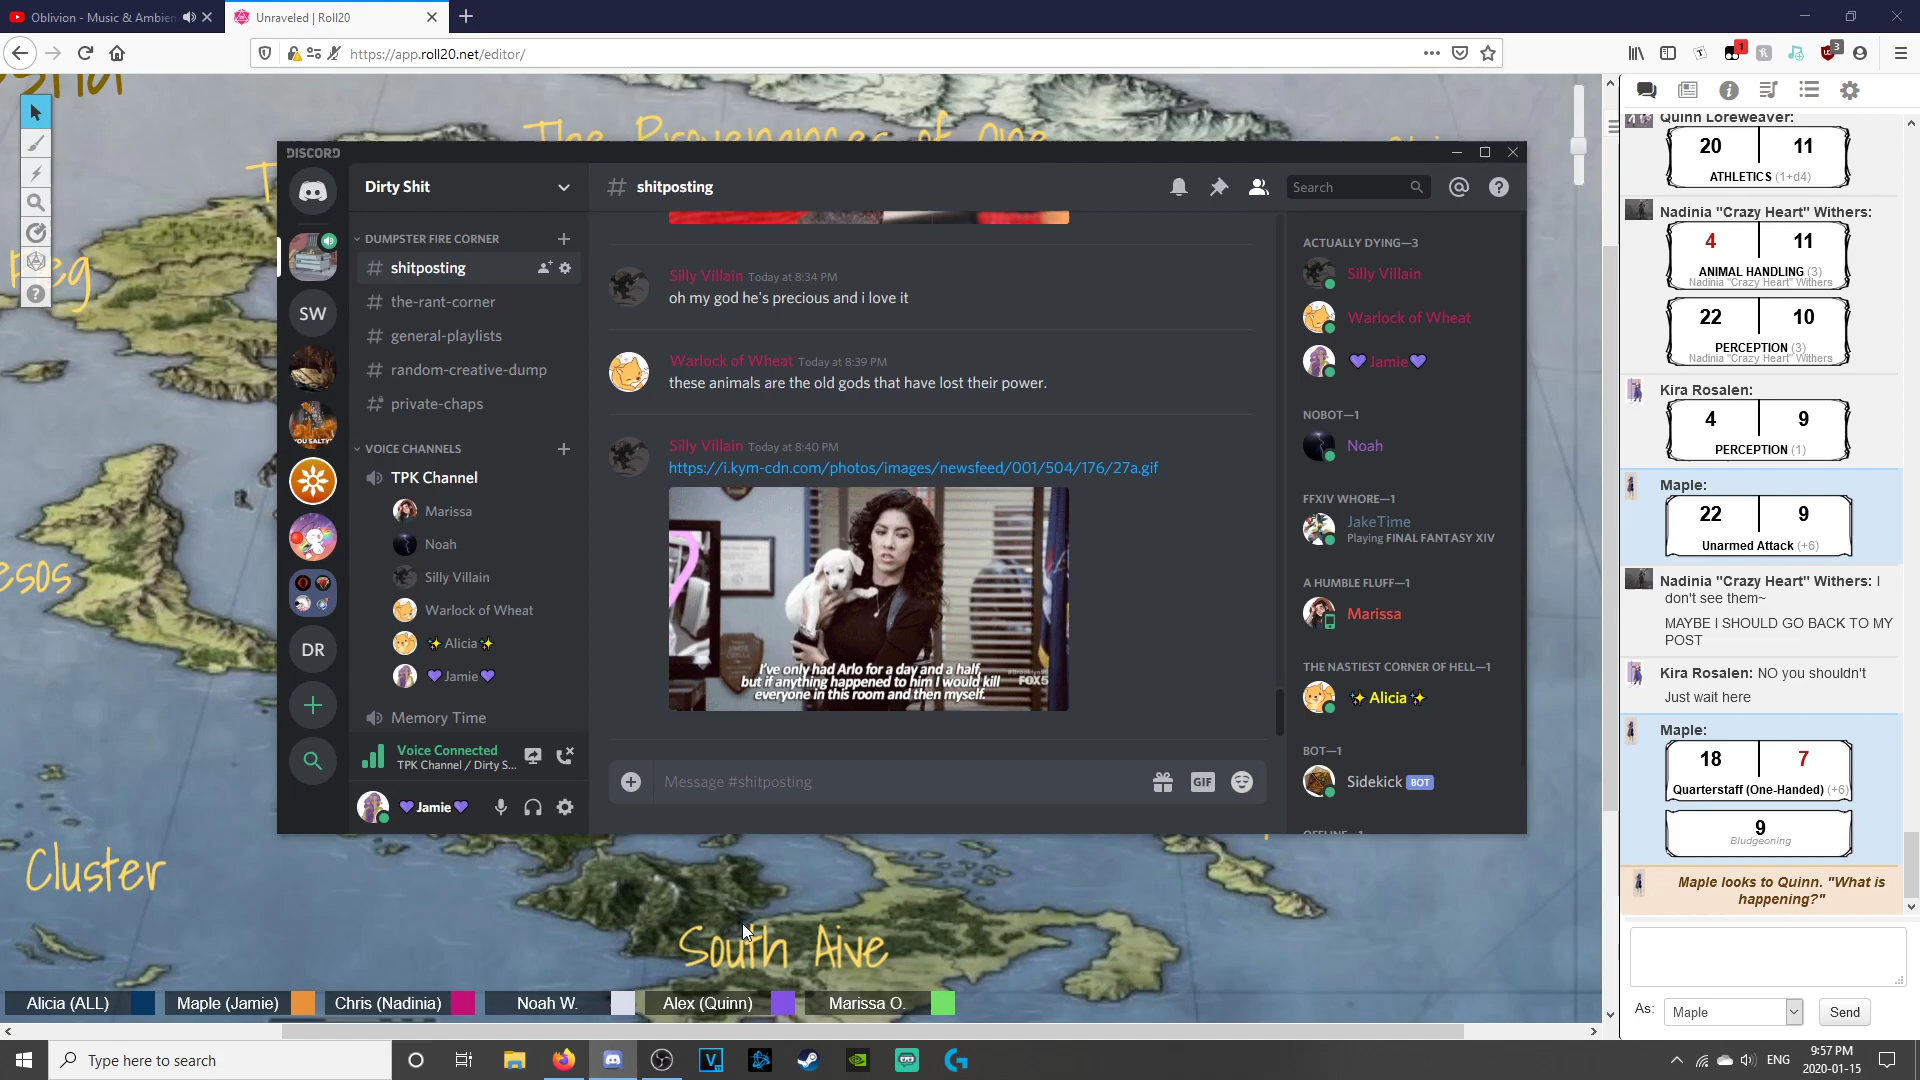 Oblivion - Music & Ambien
Unraveled | Roll20
https://app.roll20.net/editor/
1
3
The Provenances of One
esos
Cluster
South Aive
DISCORD
Dirty Shit
shitposting
Search
DUMPSTER FIRE CORNER
shitposting
the-rant-corner
general-playlists
random-creative-dump
private-chaps
VOICE CHANNELS
TPK Channel
Marissa
Noah
Silly Villain
Warlock of Wheat
✨Alicia✨
💜Jamie💜
Memory Time
Voice Connected
TPK Channel / Dirty S...
💜Jamie💜
SW
YOU SALTY
DR
Silly Villain Today at 8:34 PM
oh my god he's precious and i love it
Warlock of Wheat Today at 8:39 PM
these animals are the old gods that have lost their power.
Silly Villain Today at 8:40 PM
https://i.kym-cdn.com/photos/images/newsfeed/001/504/176/27a.gif
I've only had Arlo for a day and a half,
but if anything happened to him I would kill
everyone in this room and then myself.
FOX5
Message #shitposting
GIF
ACTUALLY DYING—3
Silly Villain
Warlock of Wheat
💜Jamie💜
NOBOT—1
Noah
FFXIV WHORE—1
JakeTime
Playing FINAL FANTASY XIV
A HUMBLE FLUFF—1
Marissa
THE NASTIEST CORNER OF HELL—1
✨Alicia✨
BOT—1
Sidekick BOT
OFFLINE—1
Quinn Loreweaver:
20 11
ATHLETICS (1+d4)
Nadinia "Crazy Heart" Withers:
4 11
ANIMAL HANDLING (3)
Nadinia "Crazy Heart" Withers
22 10
PERCEPTION (3)
Nadinia "Crazy Heart" Withers
Kira Rosalen:
4 9
PERCEPTION (1)
Maple:
22 9
Unarmed Attack (+6)
Nadinia "Crazy Heart" Withers: I
don't see them~
MAYBE I SHOULD GO BACK TO MY
POST
Kira Rosalen: NO you shouldn't
Just wait here
Maple:
18 7
Quarterstaff (One-Handed) (+6)
9
Bludgeoning
Maple looks to Quinn. "What is
happening?"
As: Maple Send
Alicia (ALL)
Maple (Jamie)
Chris (Nadinia)
Noah W.
Alex (Quinn)
Marissa O.
Type here to search
ENG
9:57 PM
2020-01-15